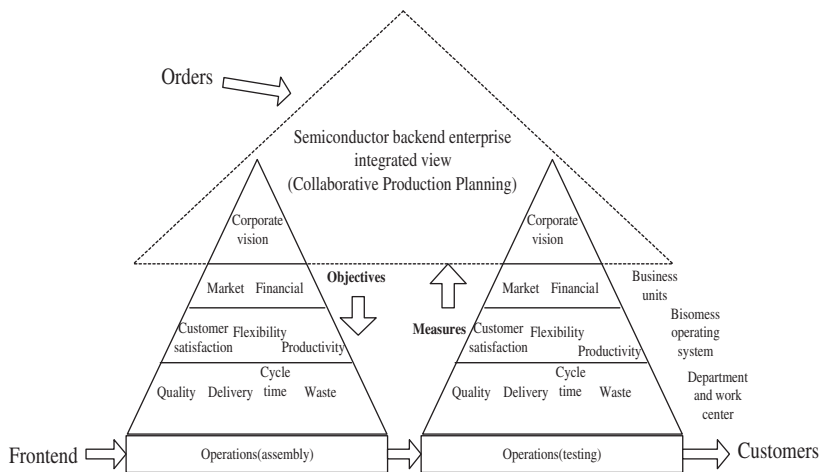 Orders
Semiconductor backend enterprise
integrated view
(Collaborative Production Planning)
Corporate
vision
Corporate
vision
Objectives
Measures
Market Financial
Market Financial
Business
units
Customer
satisfaction
Flexibility
Productivity
Customer
satisfaction
Flexibility
Productivity
Bisomess
operating
system
Quality Delivery Cycle
time Waste
Quality Delivery Cycle
time Waste
Department
and work
center
Frontend
Operations(assembly)
Operations(testing)
Customers